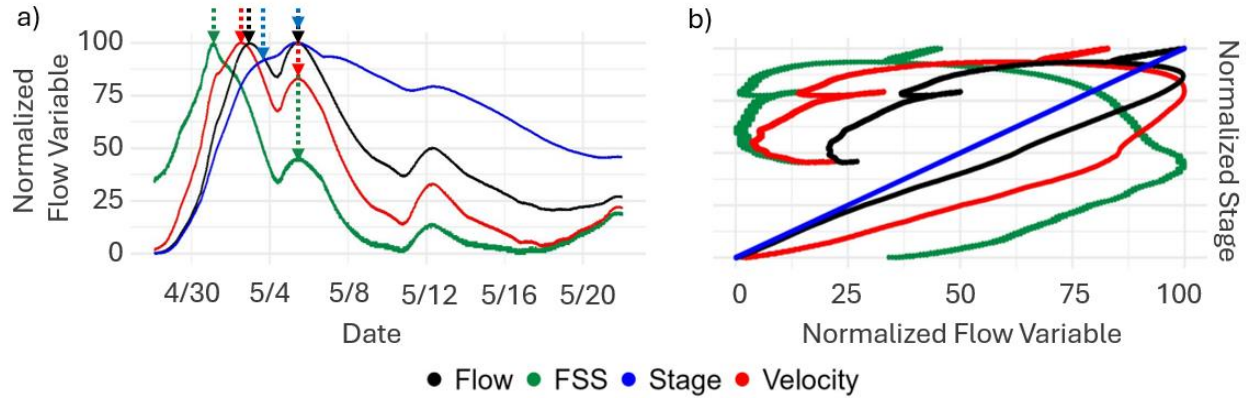 a)
Normalized
Flow Variable
100
75
50
25
0
4/30 5/4 5/8 5/12 5/16 5/20
Date
b)
Normalized Stage
0 25 50 75 100
Normalized Flow Variable
Flow FSS Stage Velocity